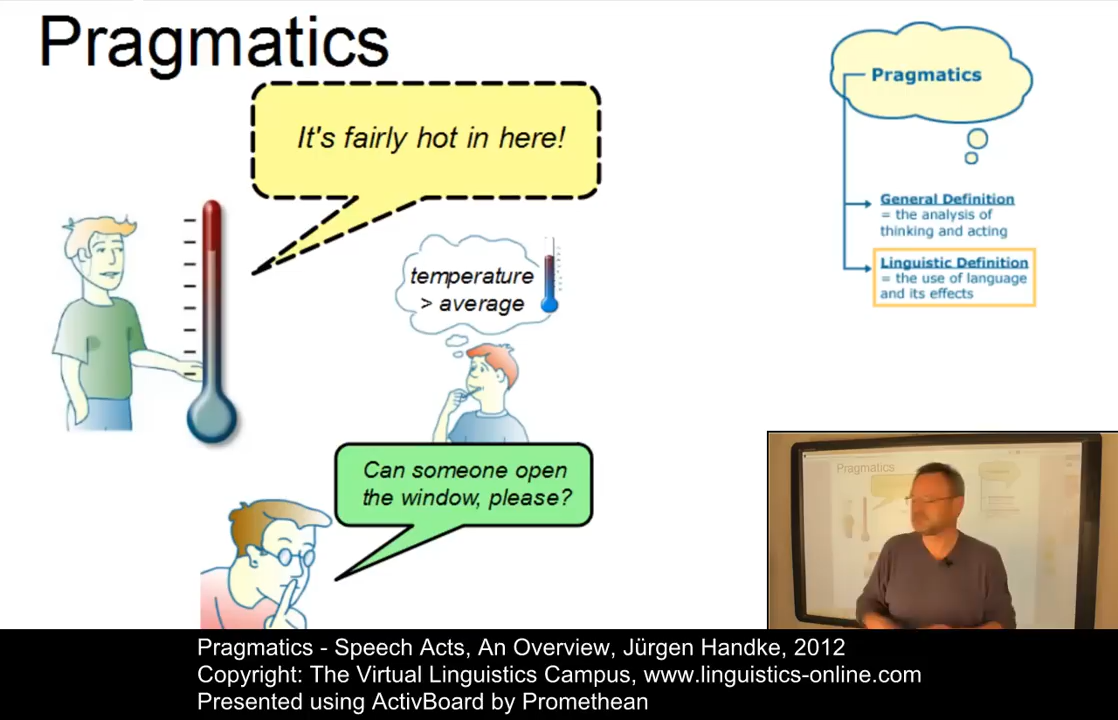 Pragmatics
It's fairly hot in here!
temperature
> average
Can someone open
the window, please?
Pragmatics
General Definition
= the analysis of
thinking and acting
Linguistic Definition
= the use of language
and its effects
Pragmatics
Pragmatics - Speech Acts, An Overview, Jürgen Handke, 2012
Copyright: The Virtual Linguistics Campus, www.linguistics-online.com
Presented using ActivBoard by Promethean